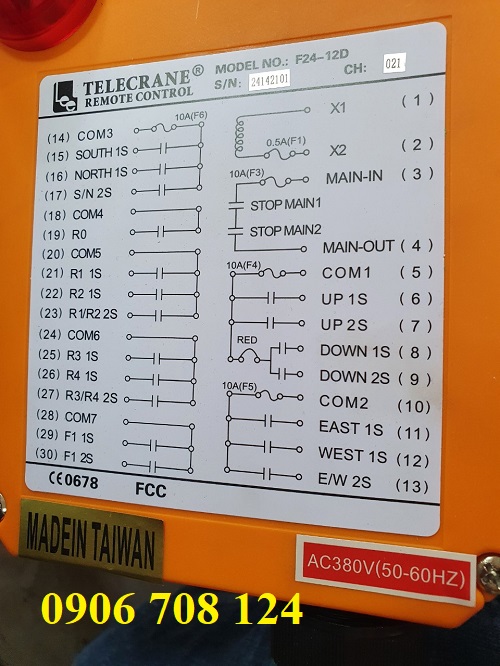 TELECRANE®
REMOTE CONTROL
MODEL NO.: F24-12D
S/N: 24142101
CH: 021
(14) COM3
10A(F6)
(15) SOUTH 1S
(16) NORTH 1S
(17) S/N 2S
(18) COM4
(19) R0
(20) COM5
(21) R1 1S
(22) R2 1S
(23) R1/R2 2S
(24) COM6
(25) R3 1S
(26) R4 1S
(27) R3/R4 2S
(28) COM7
(29) F1 1S
(30) F1 2S
X1 (1)
0.5A(F1)
X2 (2)
10A(F3)
MAIN-IN (3)
STOP MAIN1
STOP MAIN2
MAIN-OUT (4)
10A(F4)
COM1 (5)
UP 1S (6)
UP 2S (7)
RED
DOWN 1S (8)
DOWN 2S (9)
10A(F5)
COM2 (10)
EAST 1S (11)
WEST 1S (12)
E/W 2S (13)
CE0678 FCC
MADEIN TAIWAN
AC380V(50-60HZ)
0906 708 124